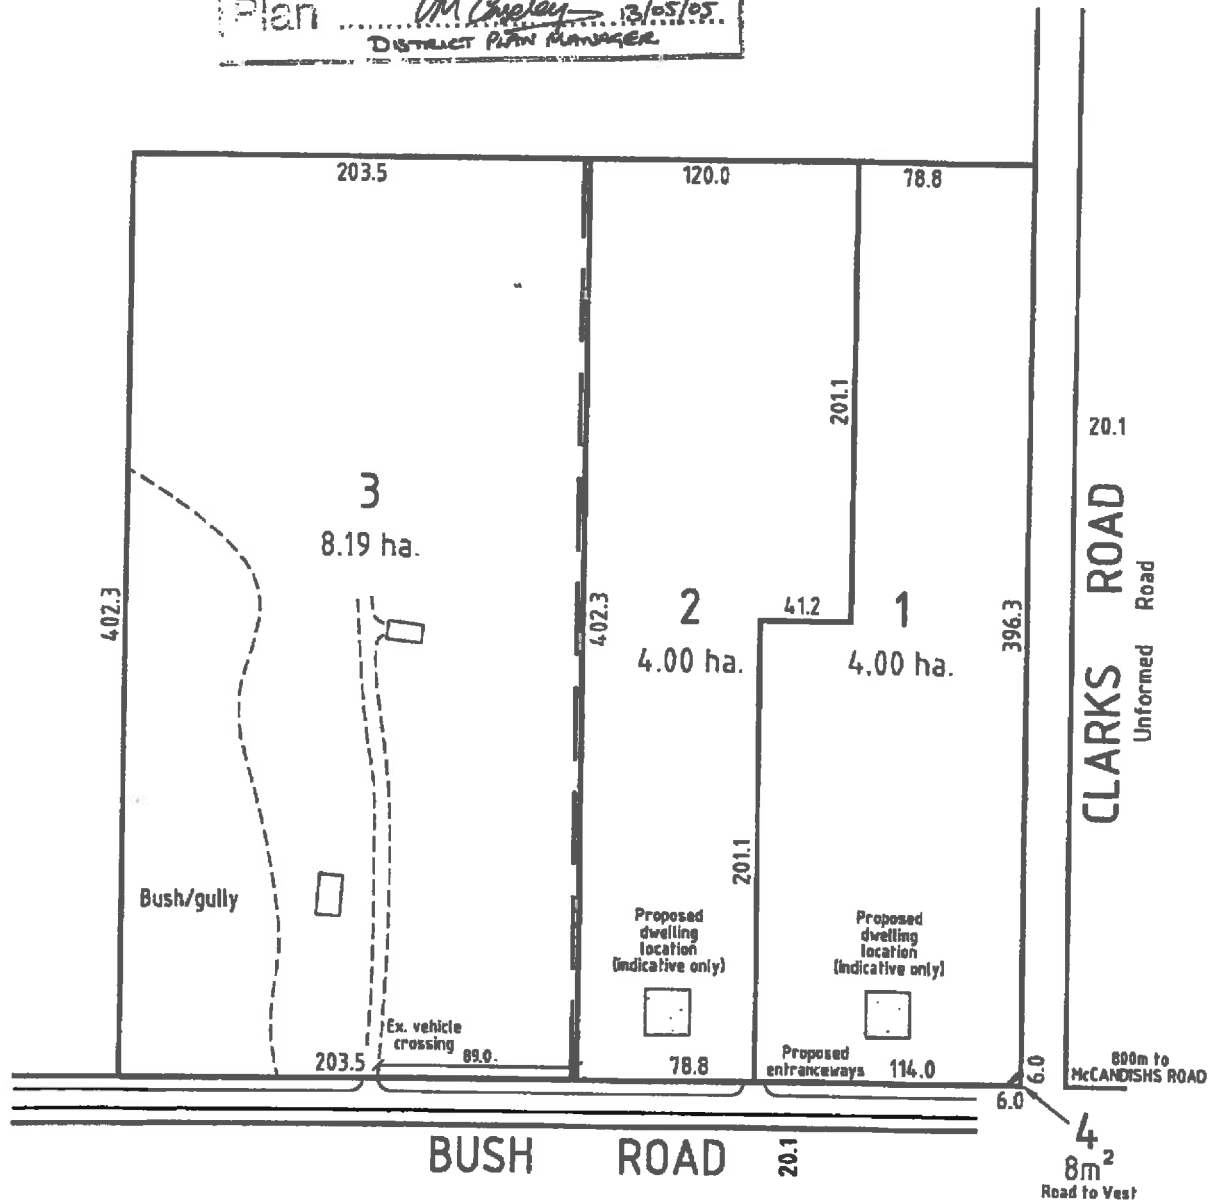 Plan
13/05/05
DISTRICT PLAN MANAGER
203.5
120.0
78.8
201.1
20.1
CLARKS ROAD
Unformed Road
3
8.19 ha.
402.3
402.3
2
4.00 ha.
41.2
1
4.00 ha.
396.3
201.1
Bush/gully
Proposed
dwelling
location
(indicative only)
Proposed
dwelling
location
(indicative only)
Ex. vehicle
crossing
203.5
89.0
78.8
Proposed
entranceways
114.0
6.0
6.0
800m to
McCANDISHS ROAD
BUSH ROAD
20.1
4
8m²
Road to Vest